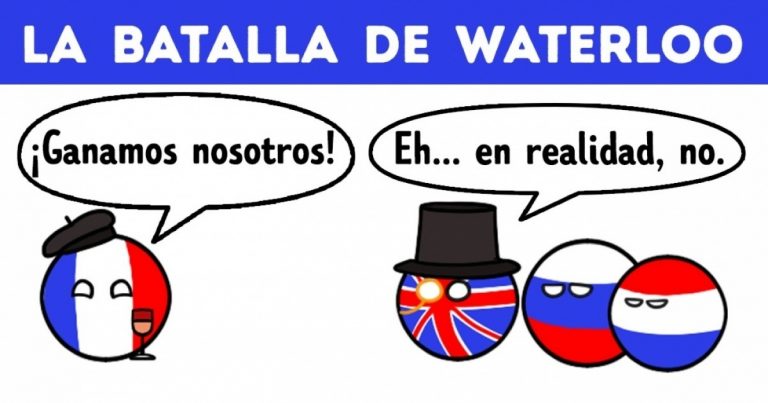 LA BATALLA DE WATERLOO
¡Ganamos nosotros!
Eh... en realidad, no.